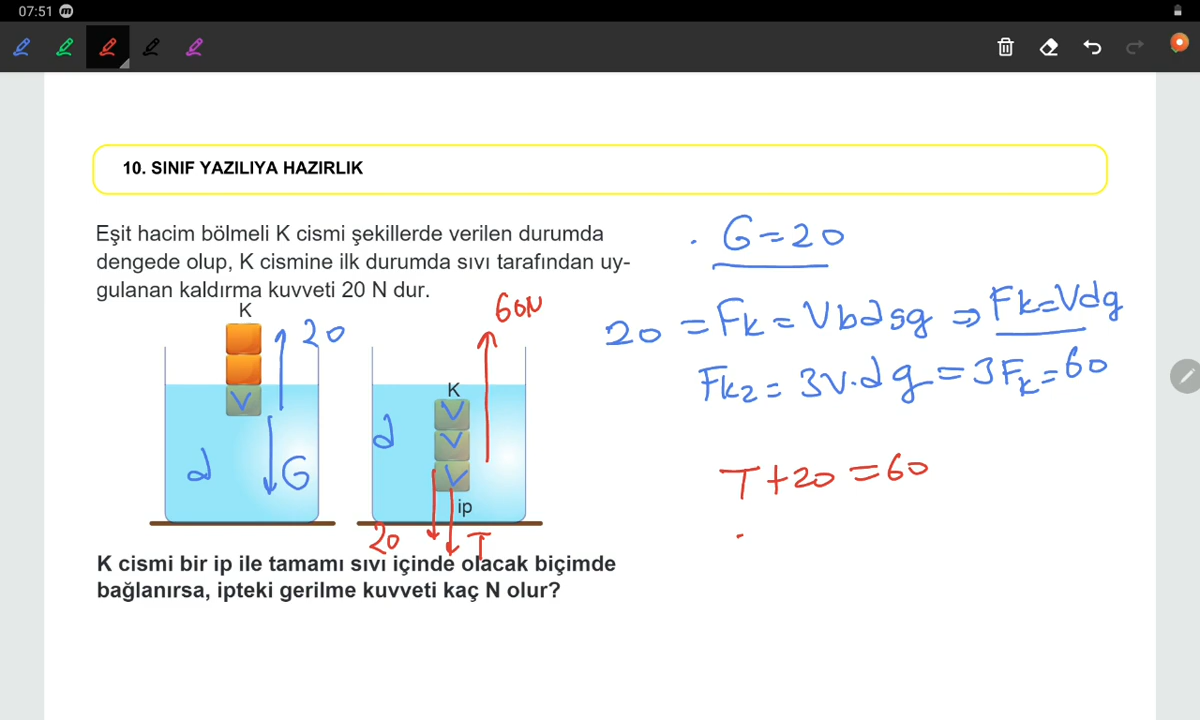 07:51
10. SINIF YAZILIYA HAZIRLIK
Eşit hacim bölmeli K cismi şekillerde verilen durumda
dengede olup, K cismine ilk durumda sıvı tarafından uy-
gulanan kaldırma kuvveti 20 N dur.
K
20
V
d
G
60N
K
V
V
V
d
ip
20
T
K cismi bir ip ile tamamı sıvı içinde olacak biçimde
bağlanırsa, ipteki gerilme kuvveti kaç N olur?
. G=20
20 = Fk = Vbdsg ⇒ Fk=Vdg
Fk2 = 3V.dg = 3Fk = 60
T+20=60